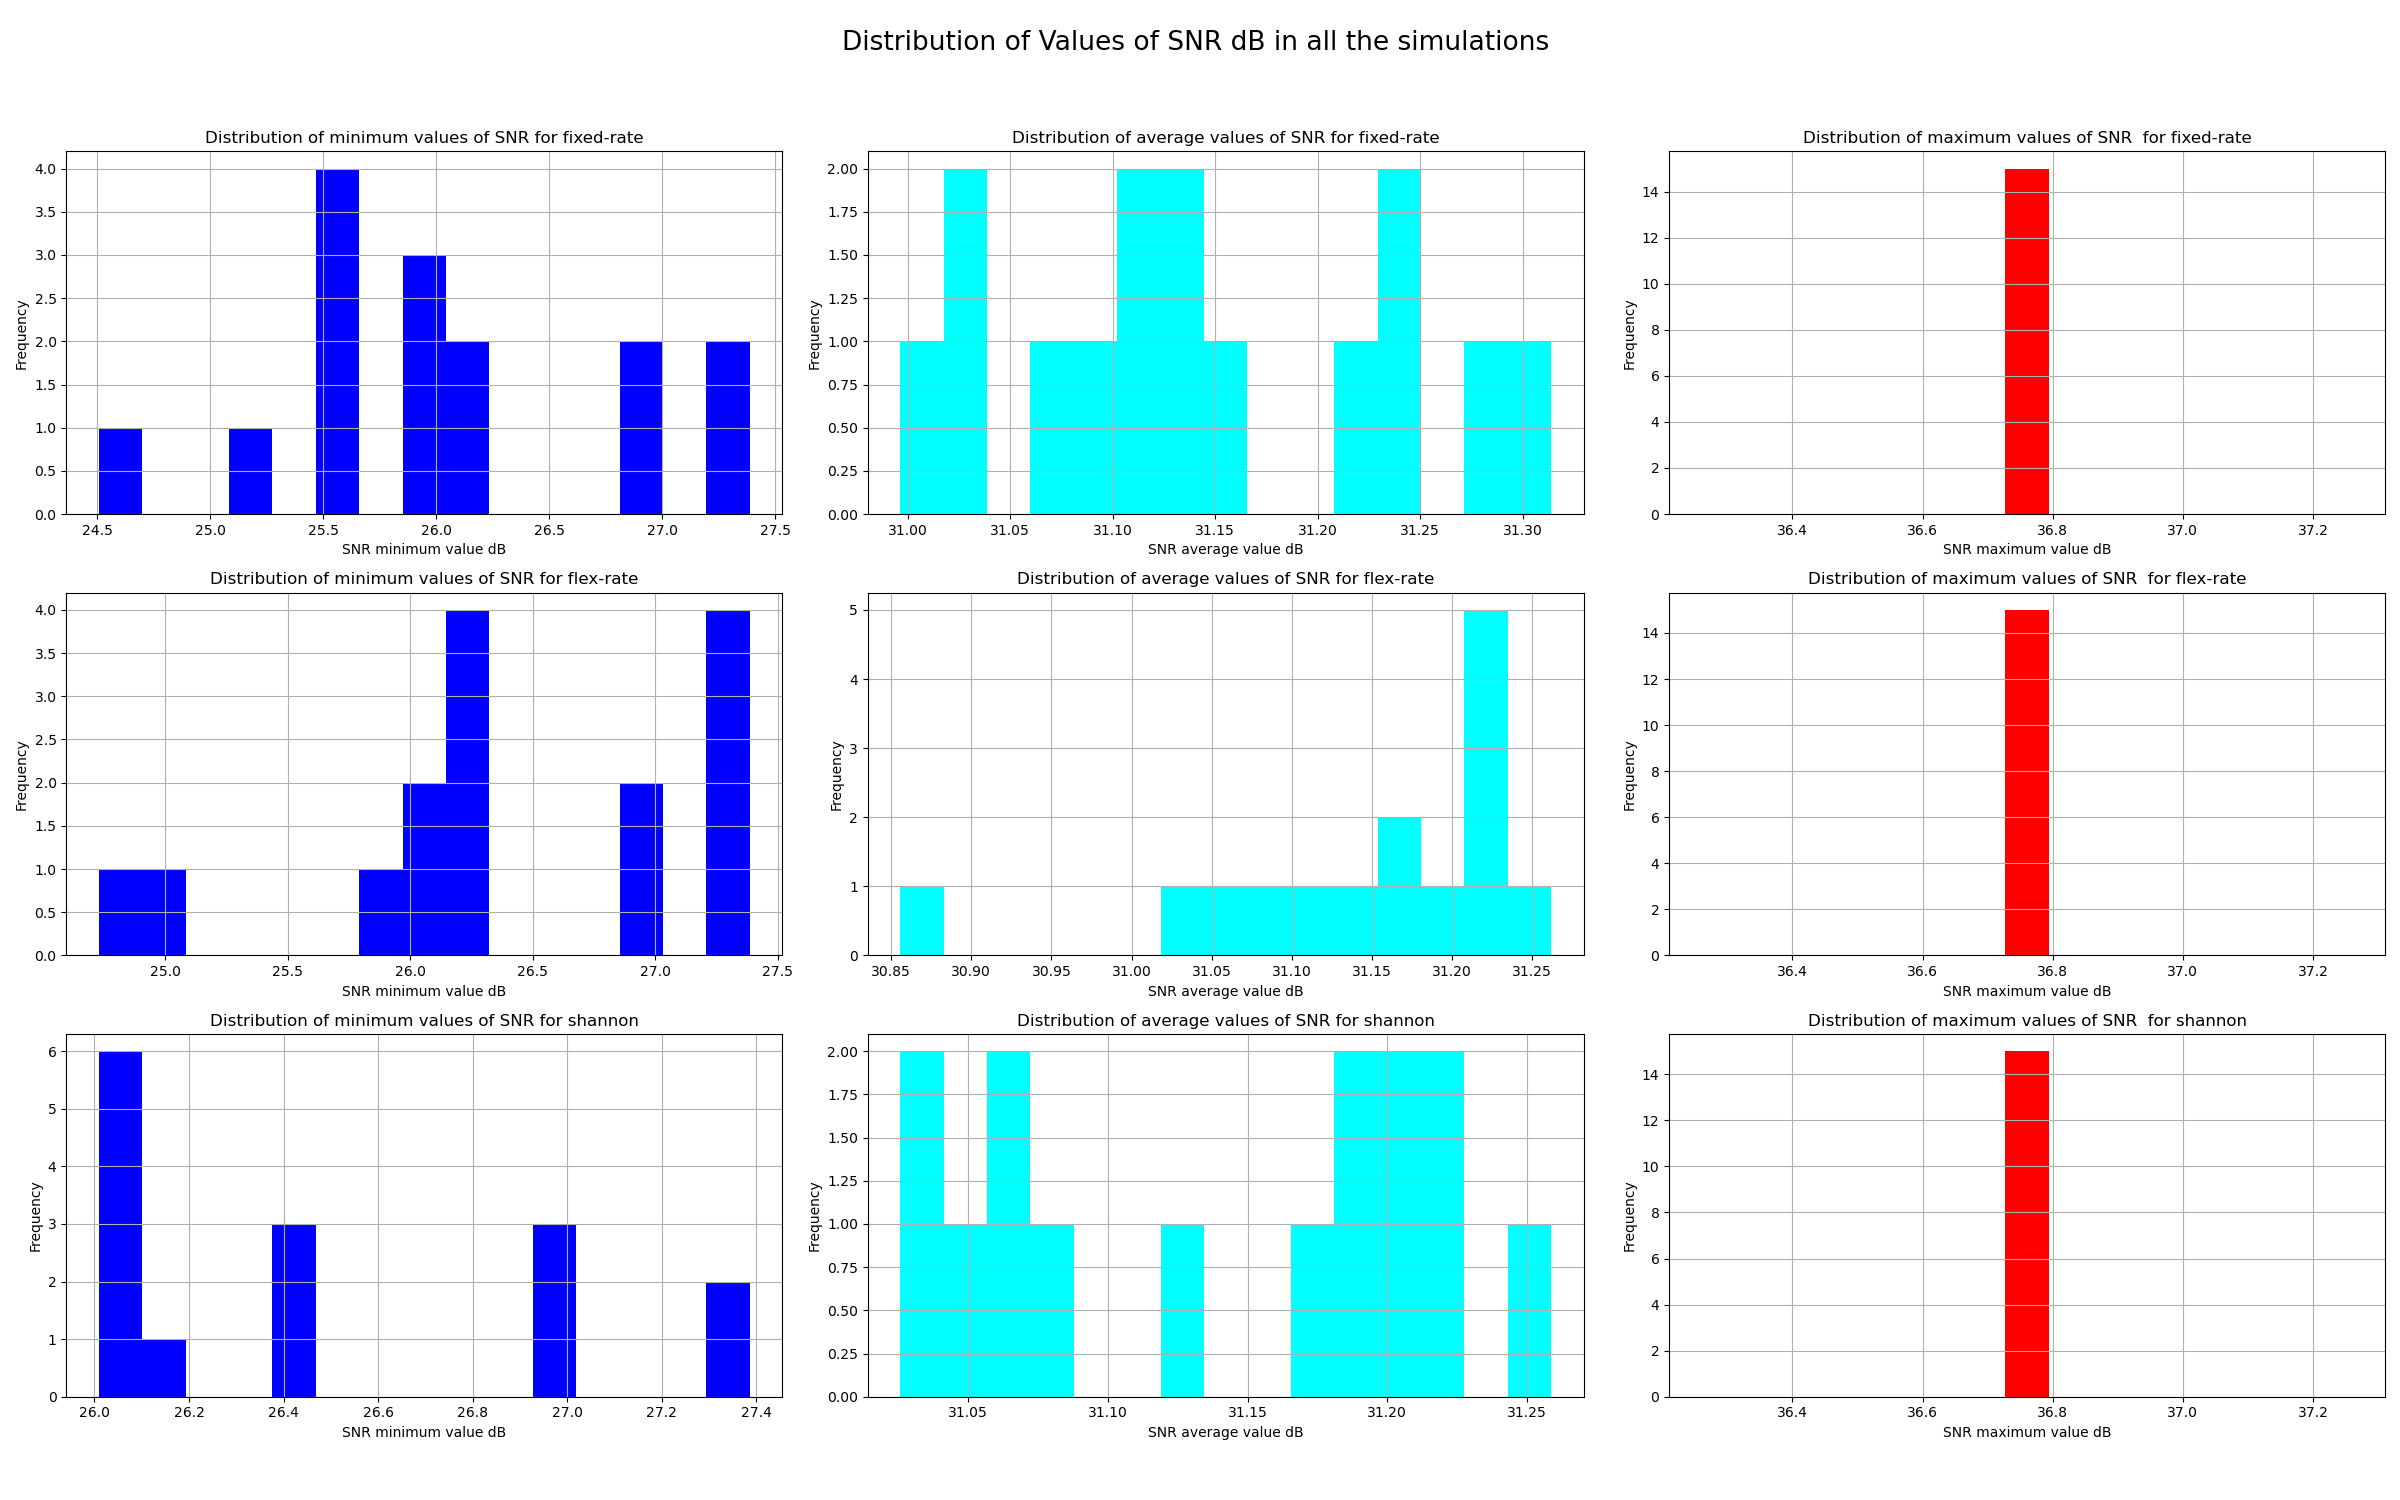 Distribution of Values of SNR dB in all the simulations
Distribution of minimum values of SNR for fixed-rate
Frequency
4.0
3.5
3.0
2.5
2.0
1.5
1.0
0.5
0.0
24.5 25.0 25.5 26.0 26.5 27.0 27.5
SNR minimum value dB
Distribution of average values of SNR for fixed-rate
Frequency
2.00
1.75
1.50
1.25
1.00
0.75
0.50
0.25
0.00
31.00 31.05 31.10 31.15 31.20 31.25 31.30
SNR average value dB
Distribution of maximum values of SNR  for fixed-rate
Frequency
14
12
10
8
6
4
2
0
36.4 36.6 36.8 37.0 37.2
SNR maximum value dB
Distribution of minimum values of SNR for flex-rate
Frequency
4.0
3.5
3.0
2.5
2.0
1.5
1.0
0.5
0.0
25.0 25.5 26.0 26.5 27.0 27.5
SNR minimum value dB
Distribution of average values of SNR for flex-rate
Frequency
5
4
3
2
1
0
30.85 30.90 30.95 31.00 31.05 31.10 31.15 31.20 31.25
SNR average value dB
Distribution of maximum values of SNR  for flex-rate
Frequency
14
12
10
8
6
4
2
0
36.4 36.6 36.8 37.0 37.2
SNR maximum value dB
Distribution of minimum values of SNR for shannon
Frequency
6
5
4
3
2
1
0
26.0 26.2 26.4 26.6 26.8 27.0 27.2 27.4
SNR minimum value dB
Distribution of average values of SNR for shannon
Frequency
2.00
1.75
1.50
1.25
1.00
0.75
0.50
0.25
0.00
31.05 31.10 31.15 31.20 31.25
SNR average value dB
Distribution of maximum values of SNR  for shannon
Frequency
14
12
10
8
6
4
2
0
36.4 36.6 36.8 37.0 37.2
SNR maximum value dB